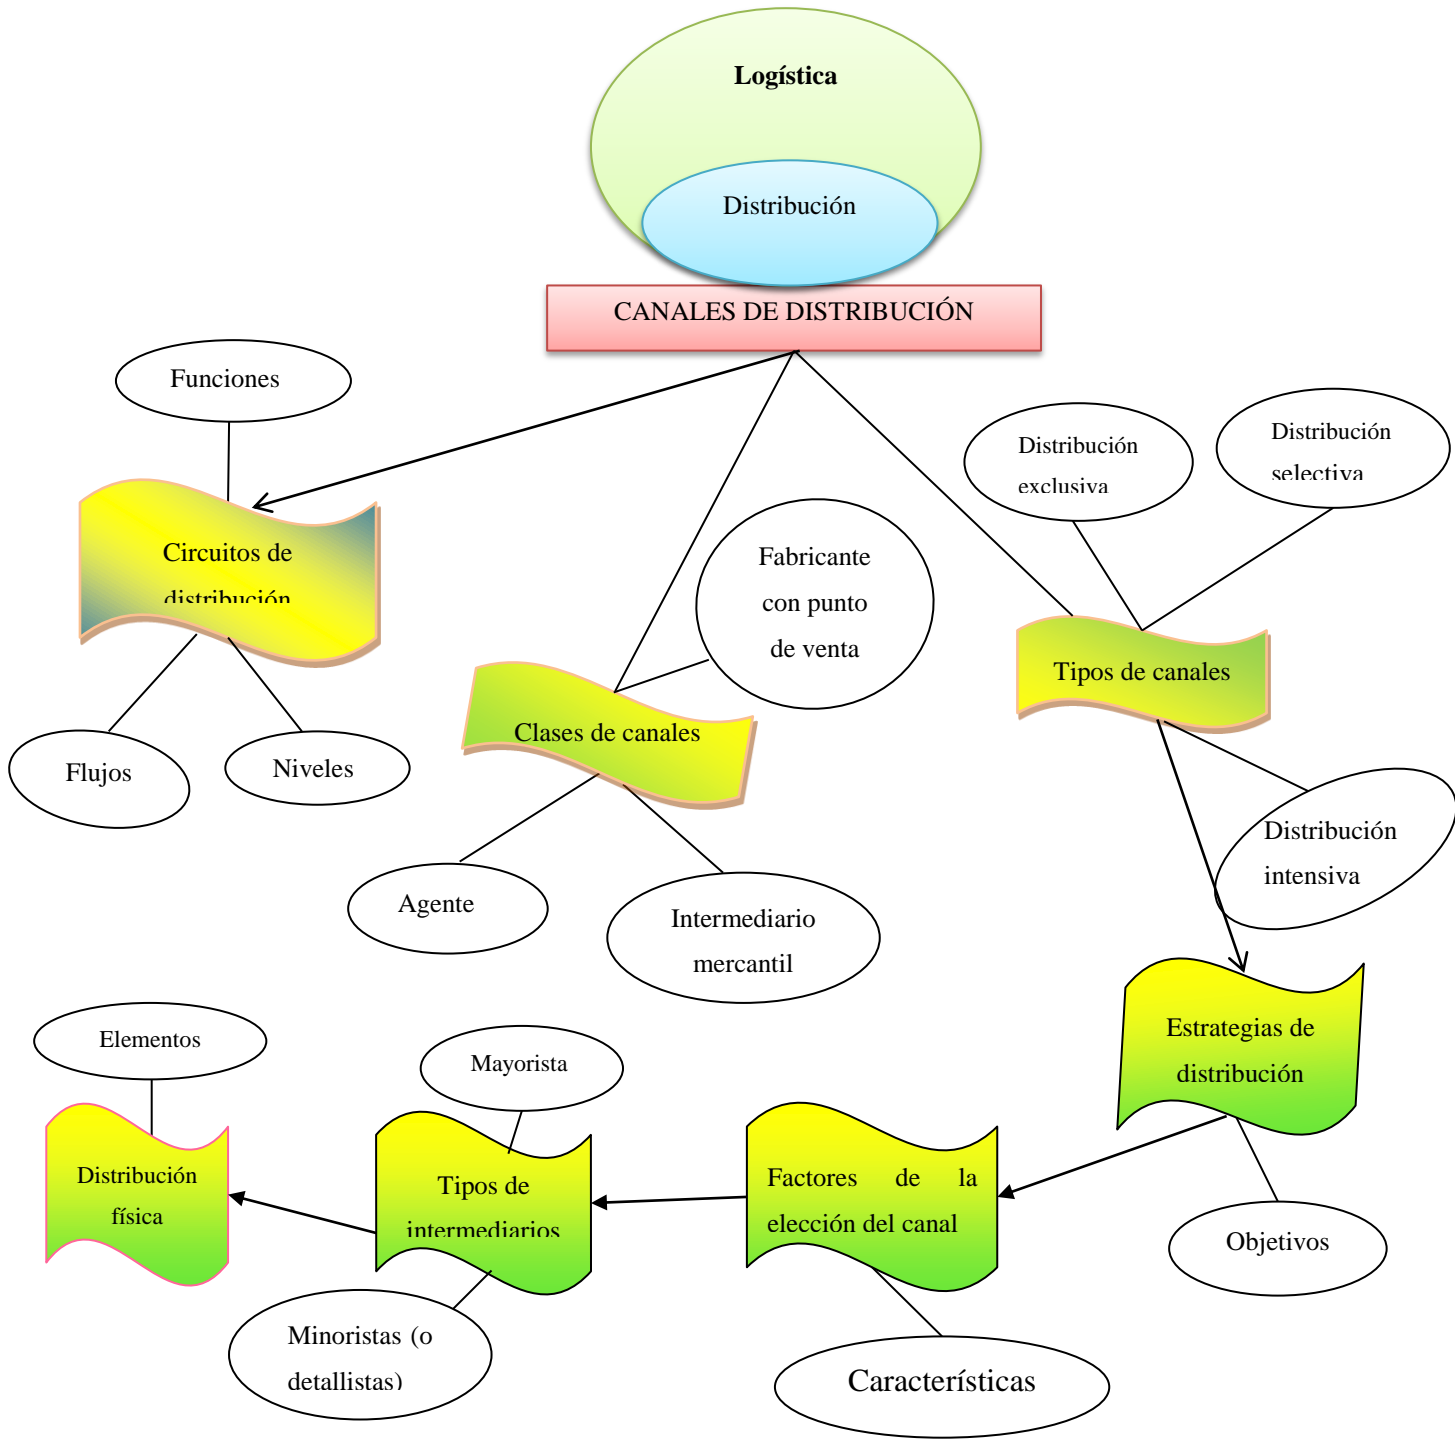 Logística
Distribución
CANALES DE DISTRIBUCIÓN
Funciones
Distribución
exclusiva
Distribución
selectiva
Circuitos de
distribución
Fabricante
con punto
de venta
Tipos de canales
Clases de canales
Flujos
Niveles
Distribución
intensiva
Agente
Intermediario
mercantil
Estrategias de
distribución
Elementos
Mayorista
Distribución
física
Tipos de
intermediarios
Factores de la
elección del canal
Objetivos
Minoristas (o
detallistas)
Características